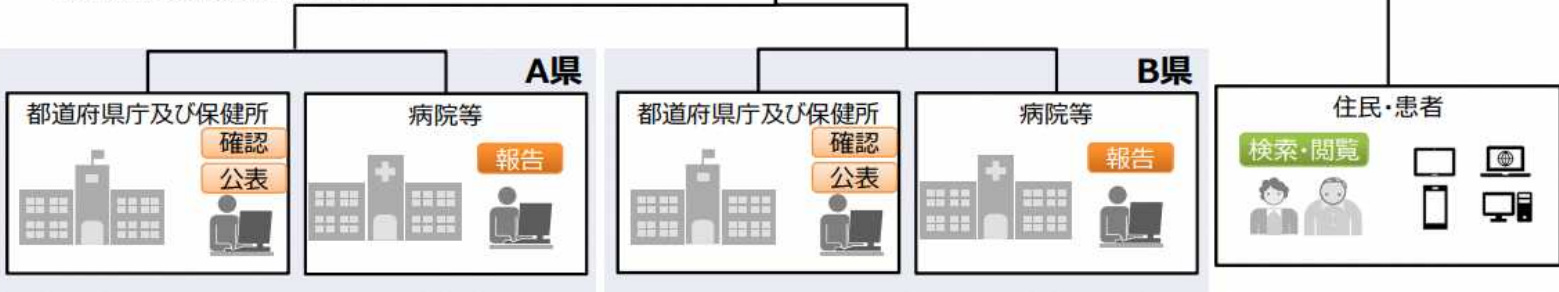 A県
都道府県庁及び保健所
確認
公表
病院等
報告
B県
都道府県庁及び保健所
確認
公表
病院等
報告
住民・患者
検索・閲覧